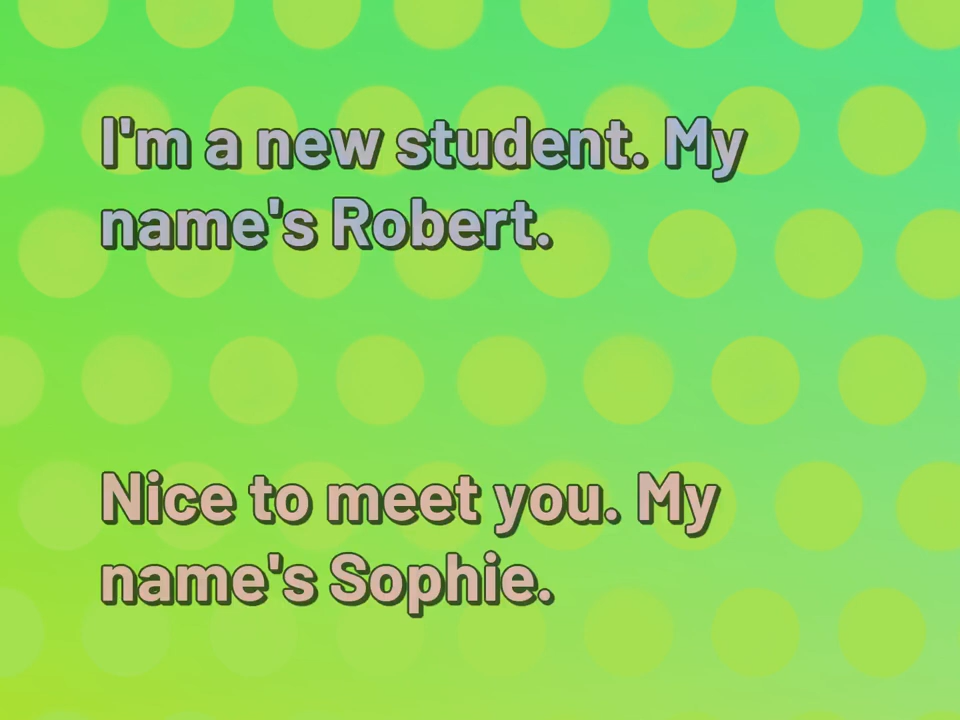 I'm a new student. My
name's Robert.
Nice to meet you. My
name's Sophie.